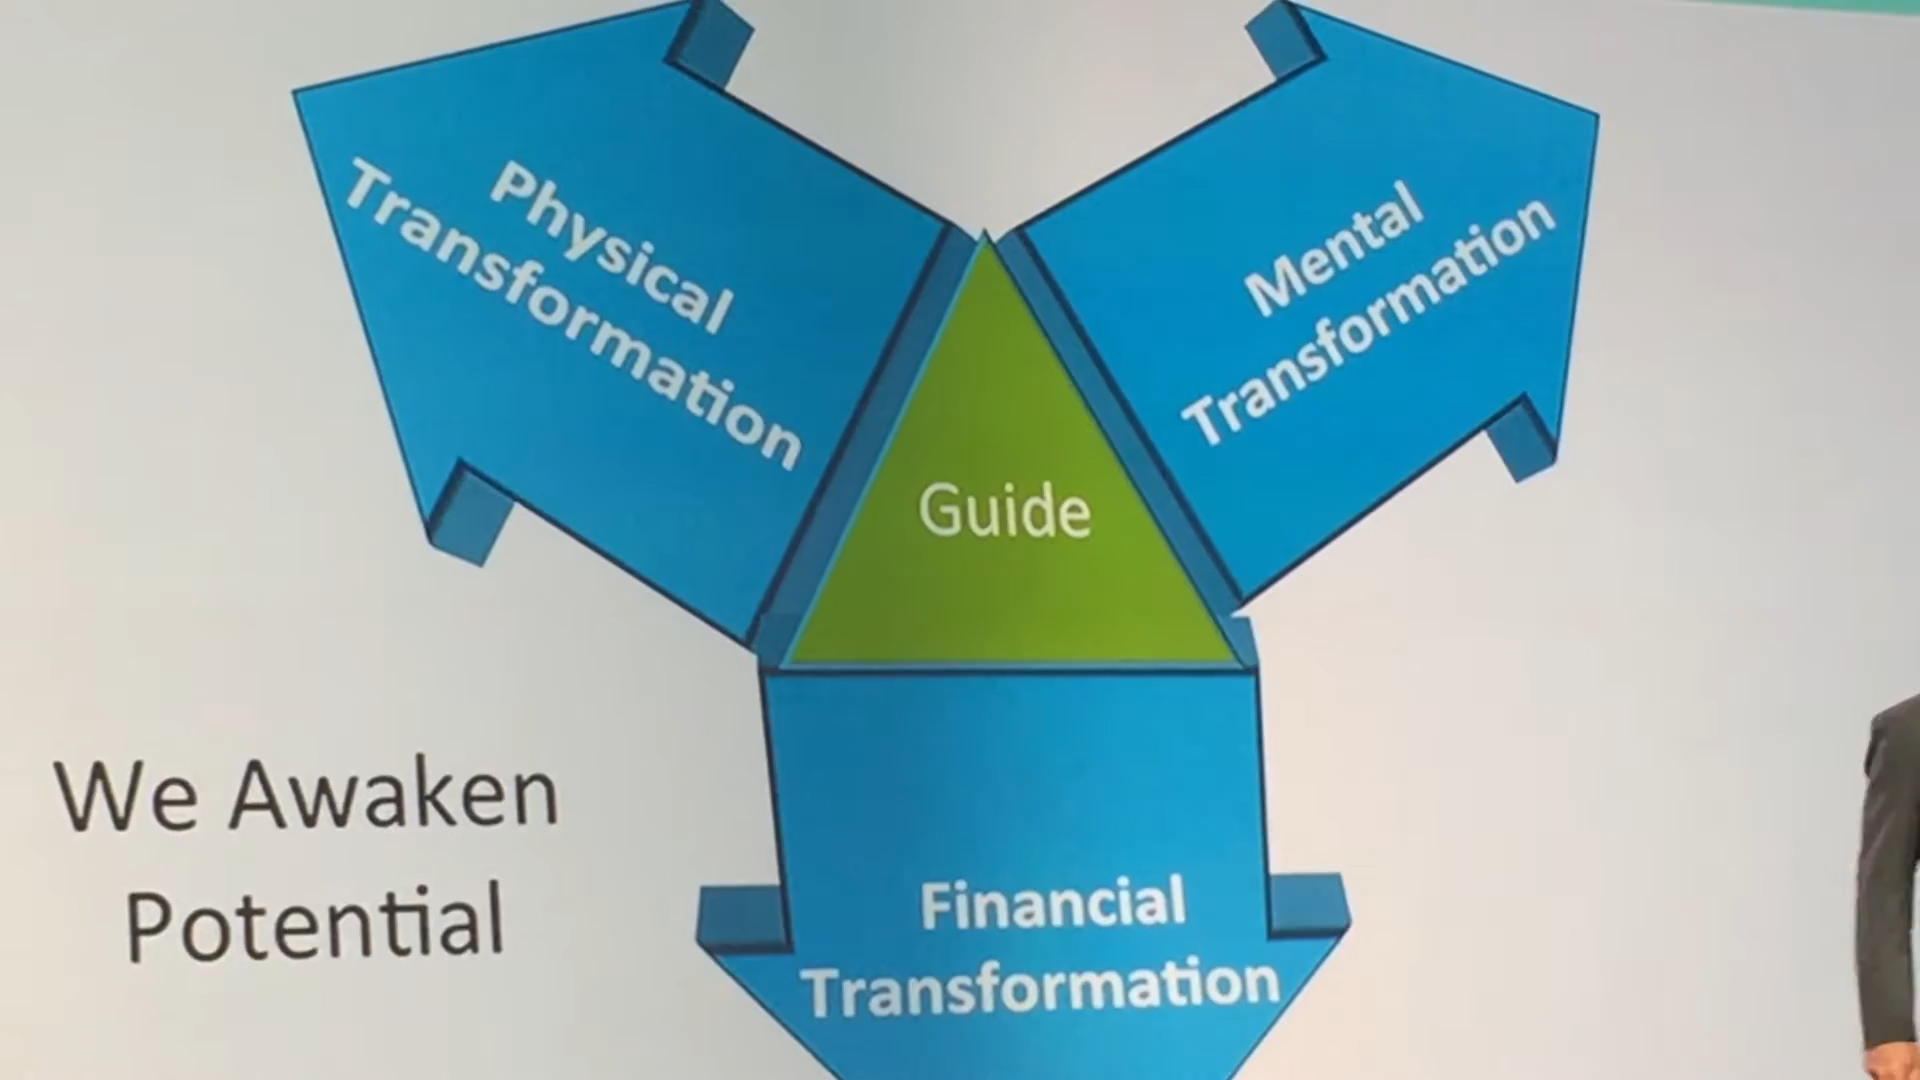 Physical
Transformation
Mental
Transformation
Guide
Financial
Transformation
We Awaken
Potential